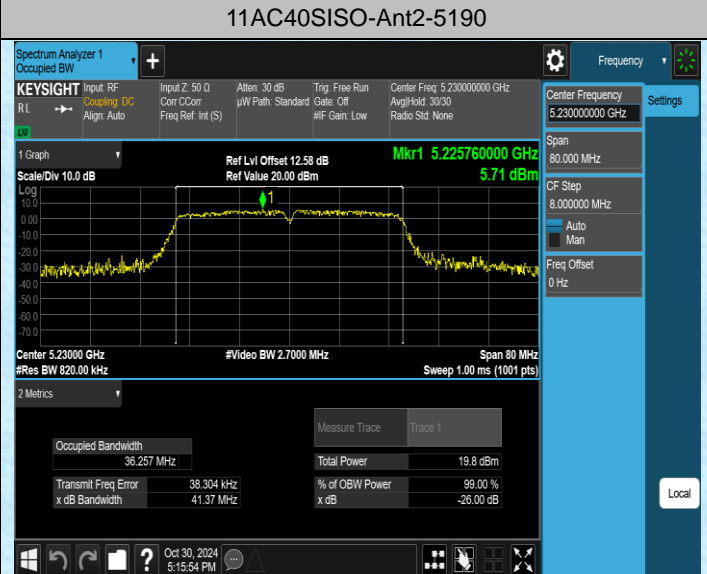 11AC40SISO-Ant2-5190
Spectrum Analyzer 1
Occupied BW
+
Frequency
KEYSIGHT Input: RF Input Z: 50 Ω Atten: 30 dB Trig: Free Run Center Freq: 5.230000000 GHz
RL Coupling: DC Corr CCorr µW Path: Standard Gate: Off Avg|Hold: 30/30
Align: Auto Freq Ref: Int (S) #IF Gain: Low Radio Std: None
LXI
Center Frequency
5.230000000 GHz
Settings
Span
80.000 MHz
CF Step
8.000000 MHz
Auto
Man
Freq Offset
0 Hz
1 Graph
Ref Lvl Offset 12.58 dB
Mkr1 5.225760000 GHz
Scale/Div 10.0 dB
Ref Value 20.00 dBm
5.71 dBm
Log
10.0
0.00
-10.0
-20.0
-30.0
-40.0
-50.0
-60.0
-70.0
1
Center 5.23000 GHz #Video BW 2.7000 MHz Span 80 MHz
#Res BW 820.00 kHz Sweep 1.00 ms (1001 pts)
2 Metrics
Measure Trace Trace 1
Occupied Bandwidth
36.257 MHz
Total Power 19.8 dBm
Transmit Freq Error 38.304 kHz % of OBW Power 99.00 %
x dB Bandwidth 41.37 MHz x dB -26.00 dB
Local
?
Oct 30, 2024
5:15:54 PM